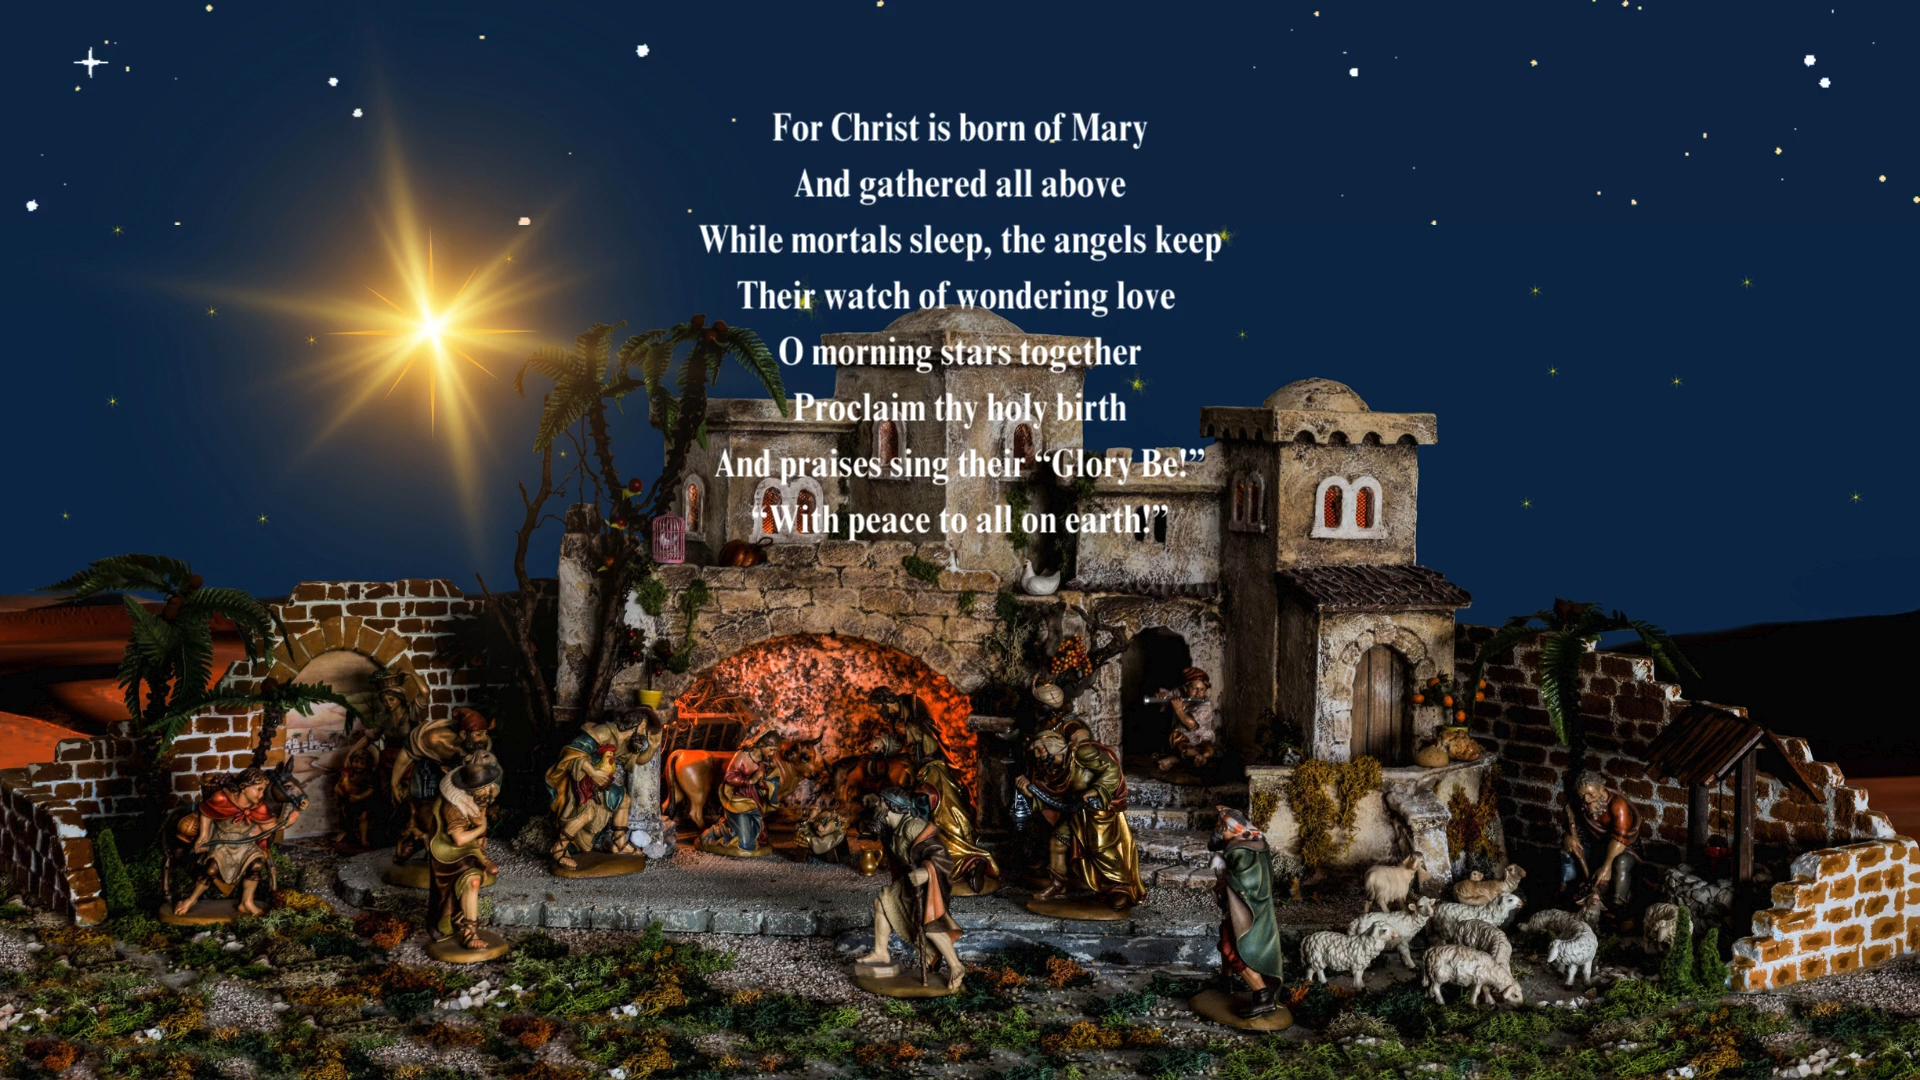 For Christ is born of Mary
And gathered all above
While mortals sleep, the angels keep
Their watch of wondering love
O morning stars together
Proclaim thy holy birth
And praises sing their “Glory Be!”
“With peace to all on earth!”